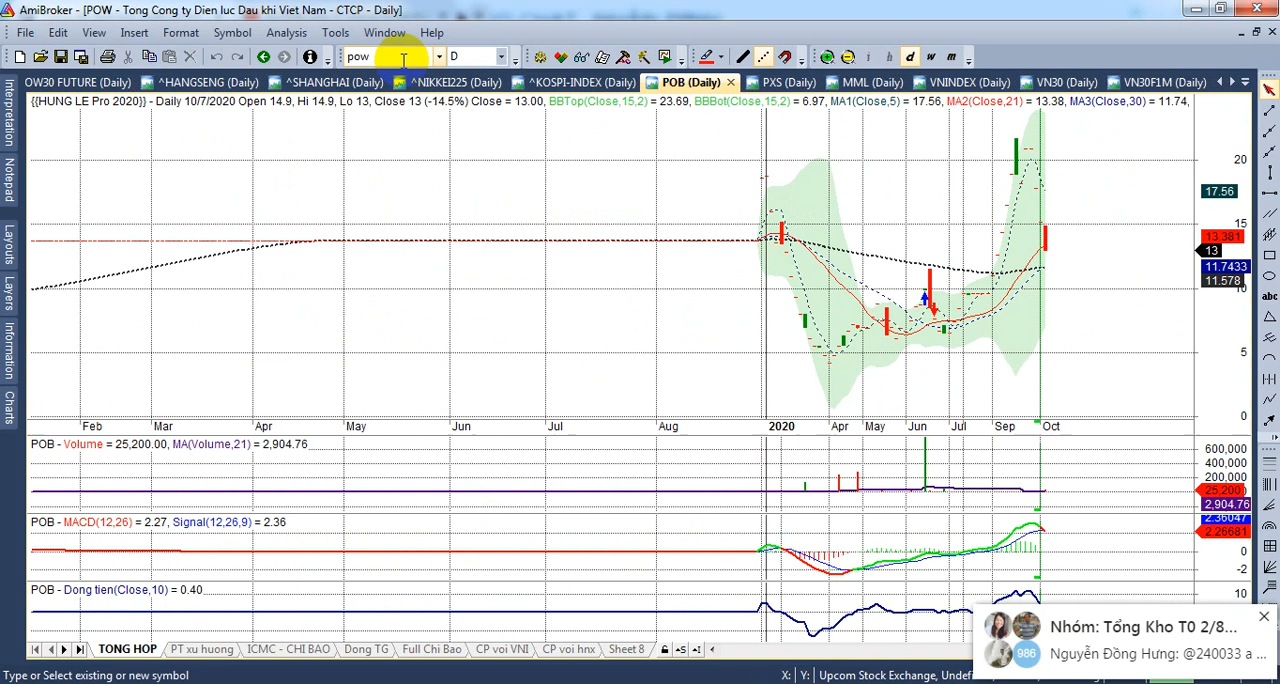 AmiBroker - [POW - Tong Cong ty Dien luc Dau khi Viet Nam - CTCP - Daily]
File Edit View Insert Format Symbol Analysis Tools Window Help
pow D i h d w m
OW30 FUTURE (Daily) ^HANGSENG (Daily) ^SHANGHAI (Daily) ^NIKKEI225 (Daily) ^KOSPI-INDEX (Daily) POB (Daily) PXS (Daily) MML (Daily) VNINDEX (Daily) VN30 (Daily) VN30F1M (Daily)
Interpretation
Notepad
Layouts
Layers
Information
Charts
{{HUNG LE Pro 2020}} - Daily 10/7/2020 Open 14.9, Hi 14.9, Lo 13, Close 13 (-14.5%) Close = 13.00, BBTop(Close,15,2) = 23.69, BBBot(Close,15,2) = 6.97, MA1(Close,5) = 17.56, MA2(Close,21) = 13.38, MA3(Close,30) = 11.74,
20
17.56
15
13.381
13
11.7433
11.578
10
5
0
abc
Feb Mar Apr May Jun Jul Aug 2020 Apr May Jun Jul Sep Oct
POB - Volume = 25,200.00, MA(Volume,21) = 2,904.76
600,000
400,000
200,000
25,200
2,904.76
POB - MACD(12,26) = 2.27, Signal(12,26,9) = 2.36
2.36047
2.26681
0
-2
POB - Dong tien(Close,10) = 0.40
10
TONG HOP PT xu huong ICMC - CHI BAO Dong TG Full Chi Bao CP voi VNI CP voi hnx Sheet 8
Nhóm: Tổng Kho T0 2/8...
986 Nguyễn Đồng Hưng: @240033 a ...
Type or Select existing or new symbol X: Y: Upcom Stock Exchange, Undefi